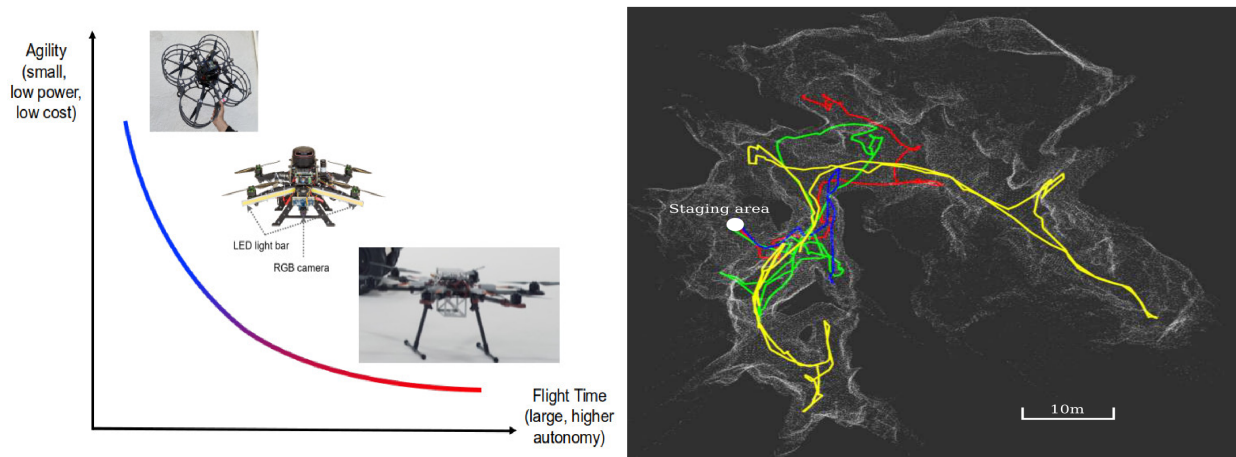 Agility
(small,
low power,
low cost)
LED light bar
RGB camera
Flight Time
(large, higher
autonomy)
Staging area
10m